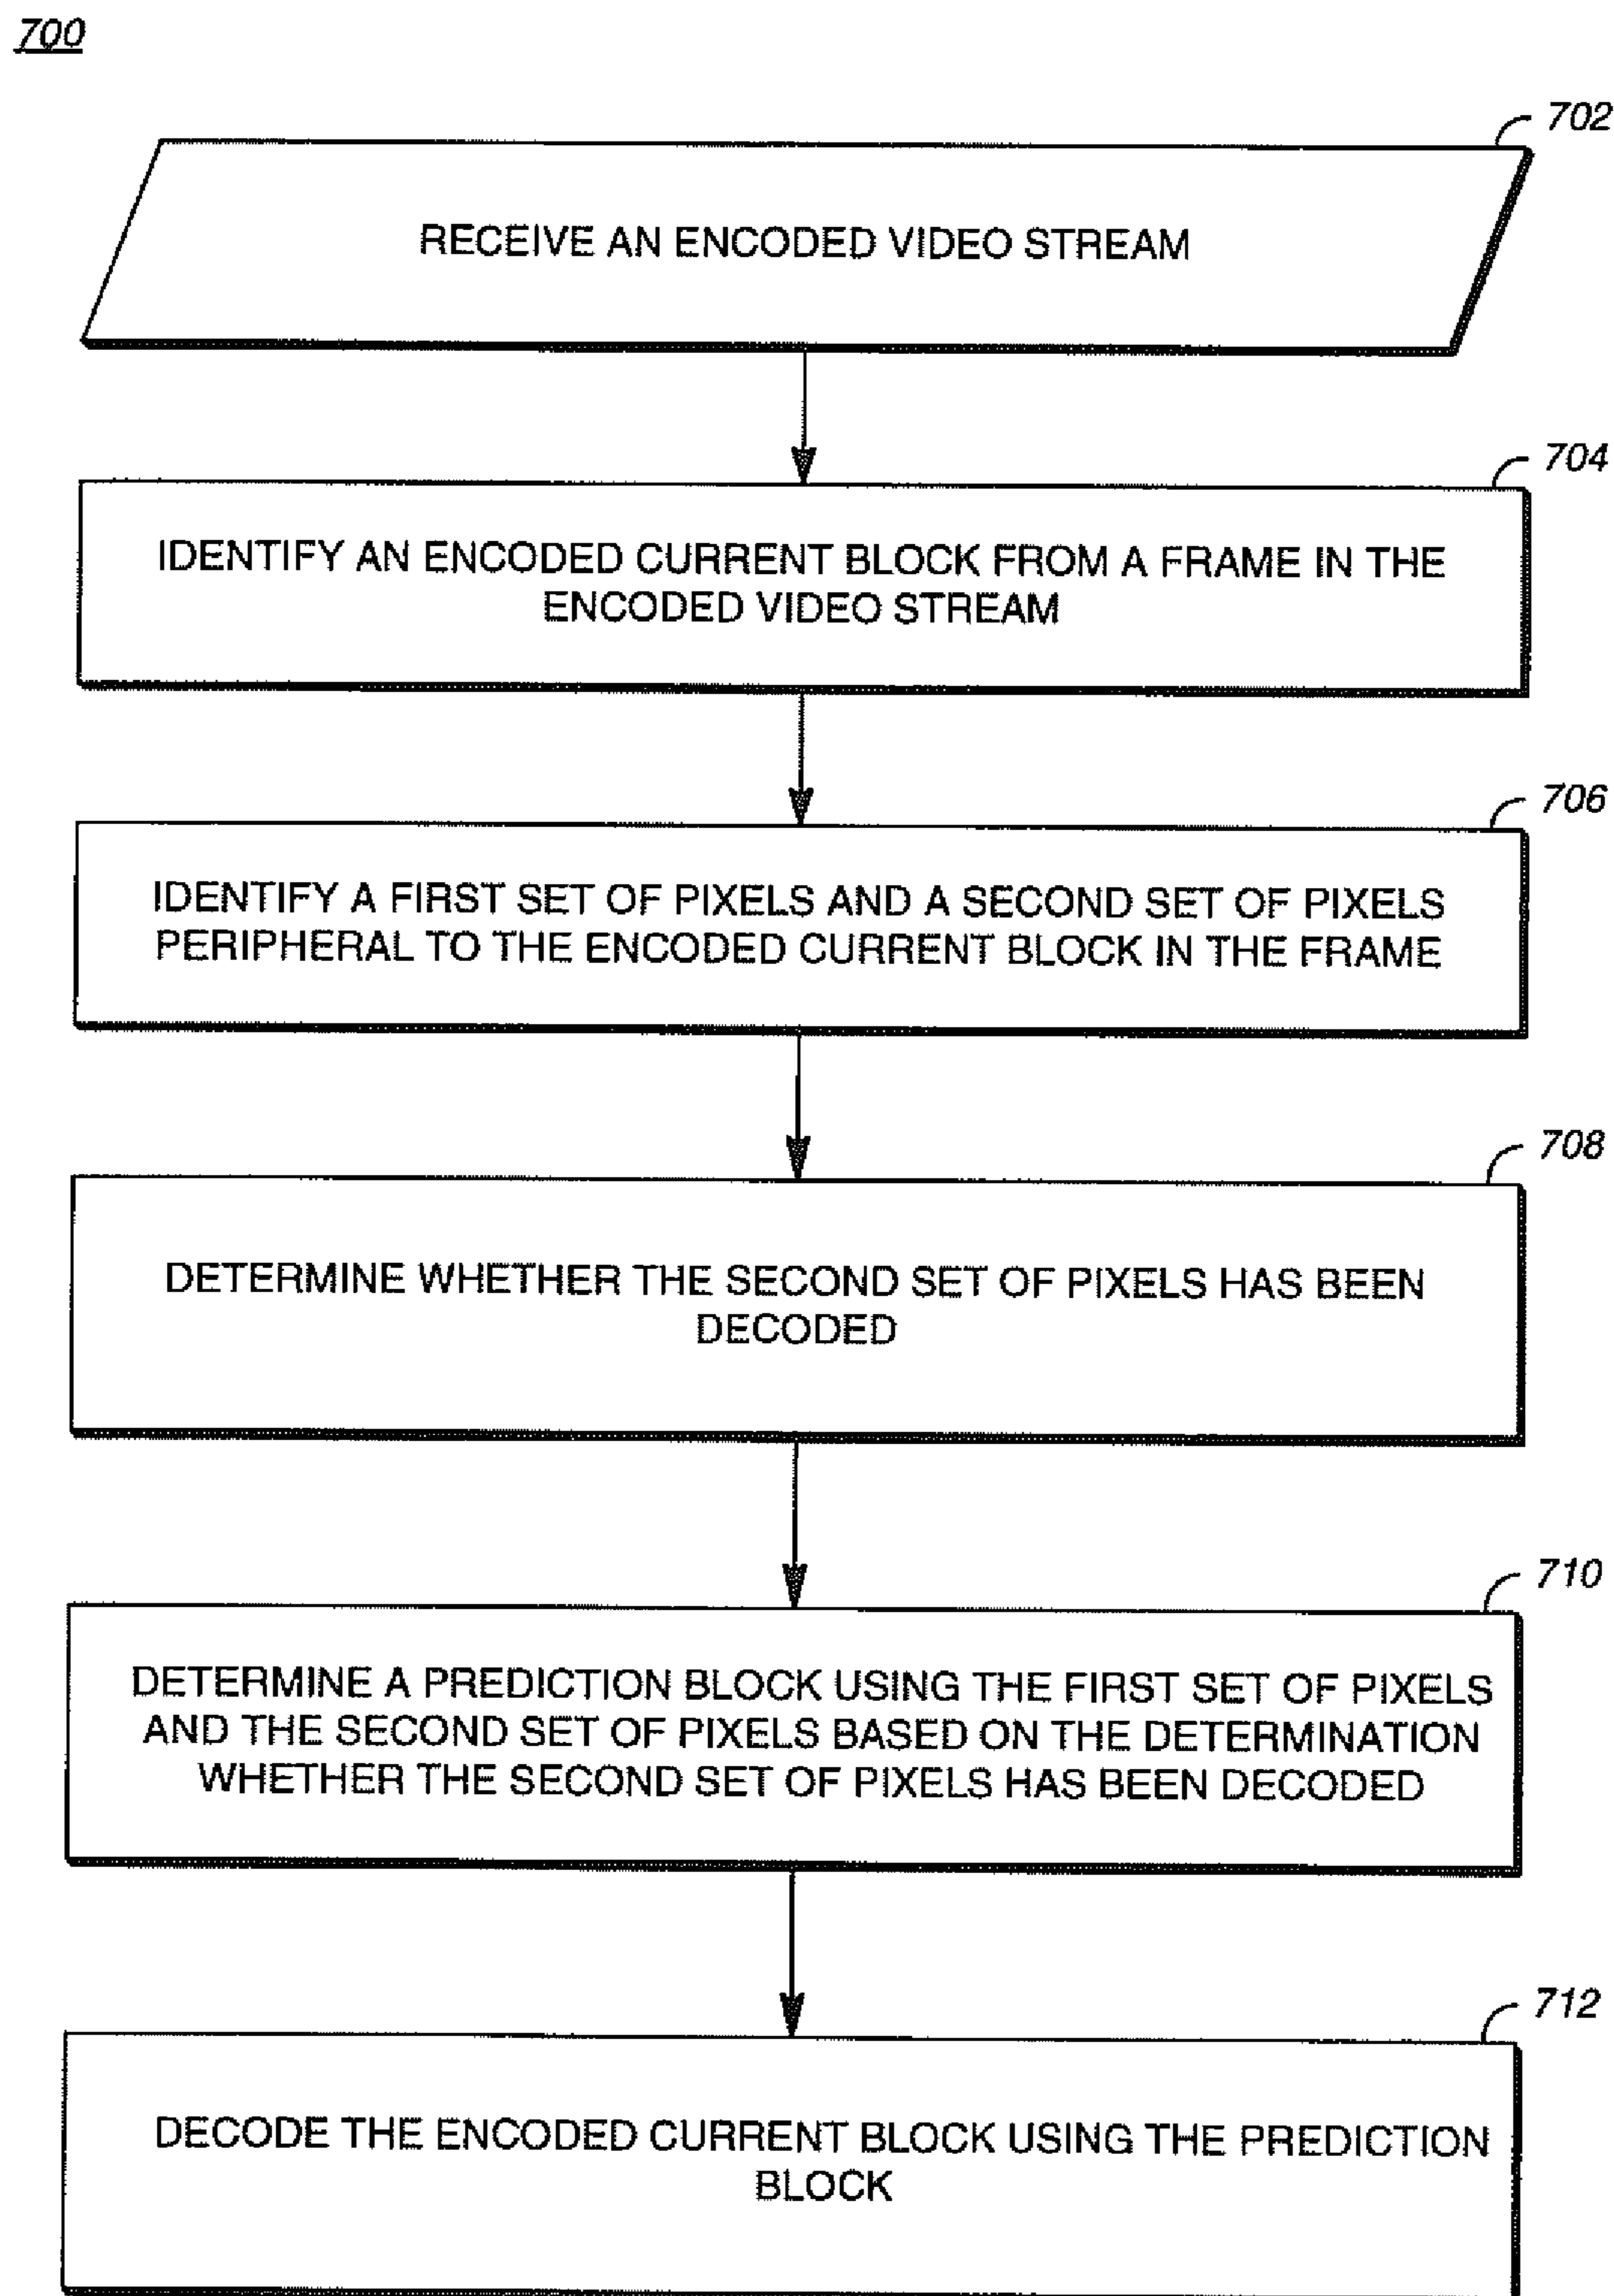 700
702
RECEIVE AN ENCODED VIDEO STREAM
704
IDENTIFY AN ENCODED CURRENT BLOCK FROM A FRAME IN THE
ENCODED VIDEO STREAM
706
IDENTIFY A FIRST SET OF PIXELS AND A SECOND SET OF PIXELS
PERIPHERAL TO THE ENCODED CURRENT BLOCK IN THE FRAME
708
DETERMINE WHETHER THE SECOND SET OF PIXELS HAS BEEN
DECODED
710
DETERMINE A PREDICTION BLOCK USING THE FIRST SET OF PIXELS
AND THE SECOND SET OF PIXELS BASED ON THE DETERMINATION
WHETHER THE SECOND SET OF PIXELS HAS BEEN DECODED
712
DECODE THE ENCODED CURRENT BLOCK USING THE PREDICTION
BLOCK